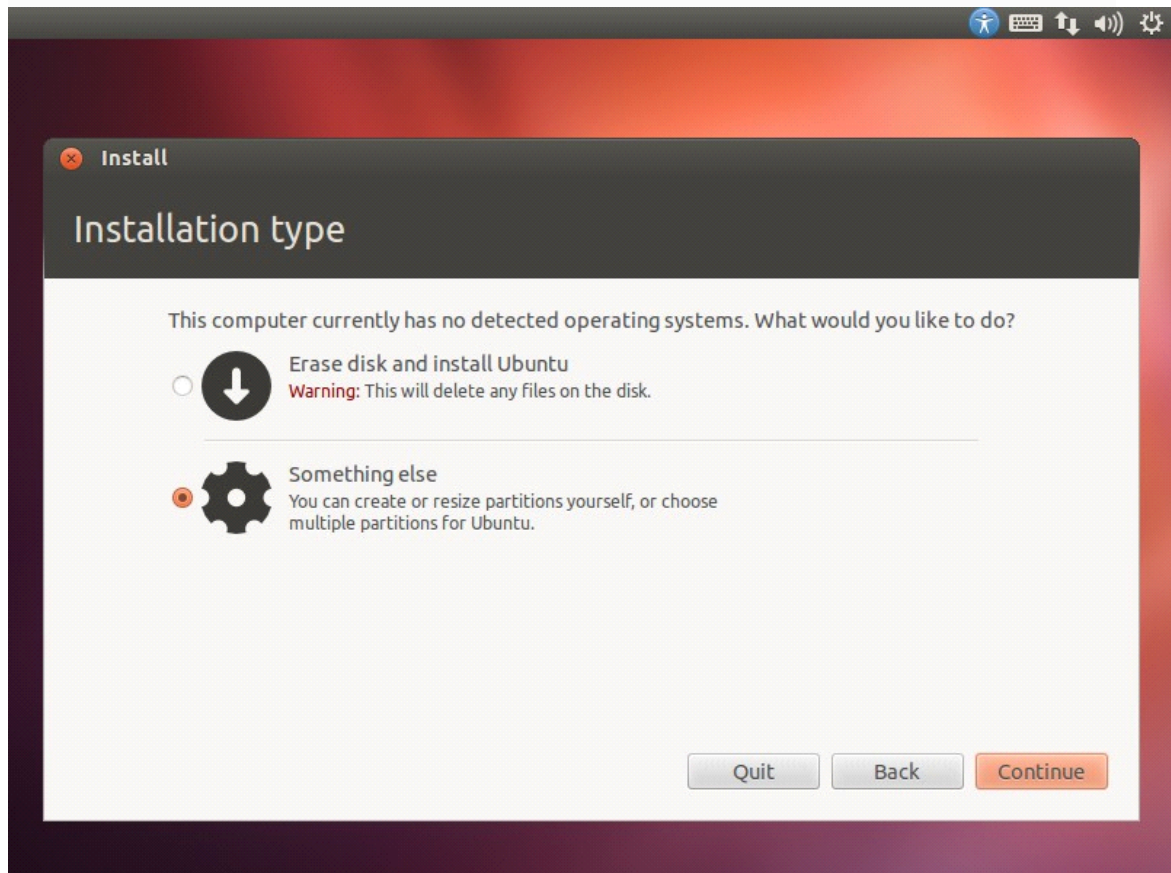 Install
Installation type
This computer currently has no detected operating systems. What would you like to do?
Erase disk and install Ubuntu
Warning: This will delete any files on the disk.
Something else
You can create or resize partitions yourself, or choose
multiple partitions for Ubuntu.
Quit Back Continue